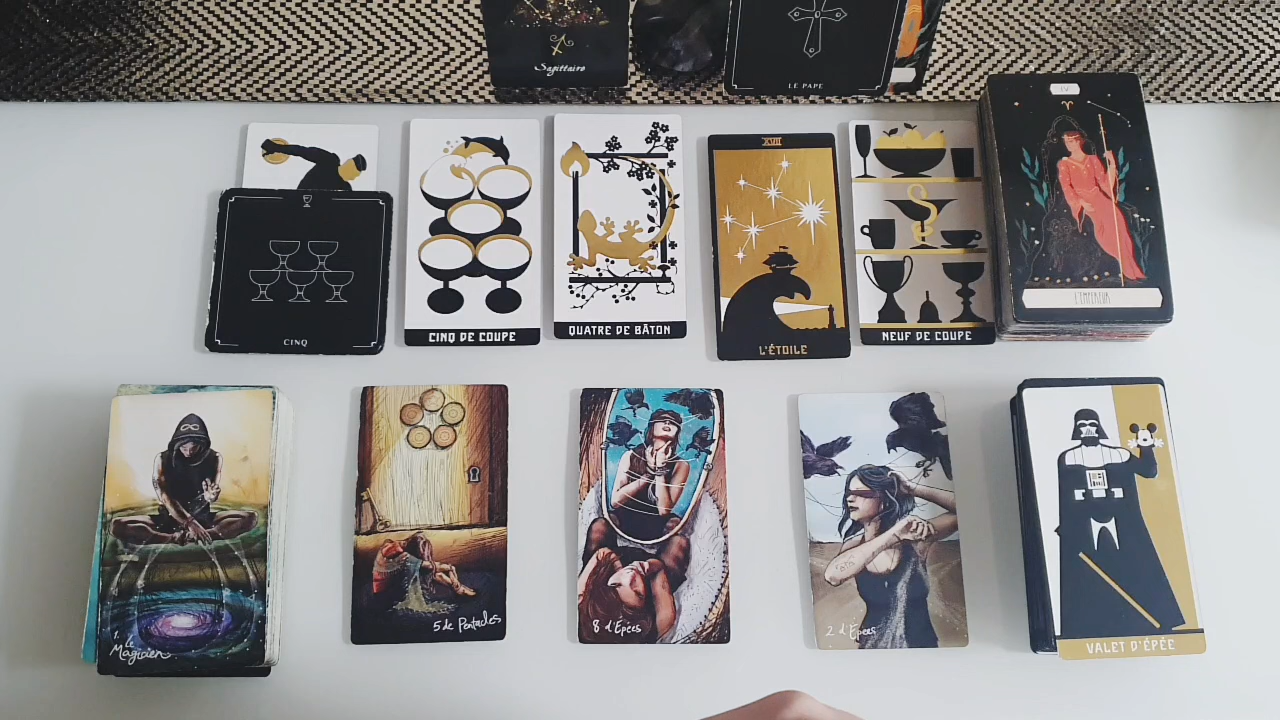 Sagittaire
LE PAPE
CINQ
CINQ DE COUPE
QUATRE DE BÂTON
XVII
L'ÉTOILE
NEUF DE COUPE
IV
L'EMPEREUR
1. Le
Magicien
5 de Pentacles
8 d'Épées
2 d'Épées
VALET D'ÉPÉE